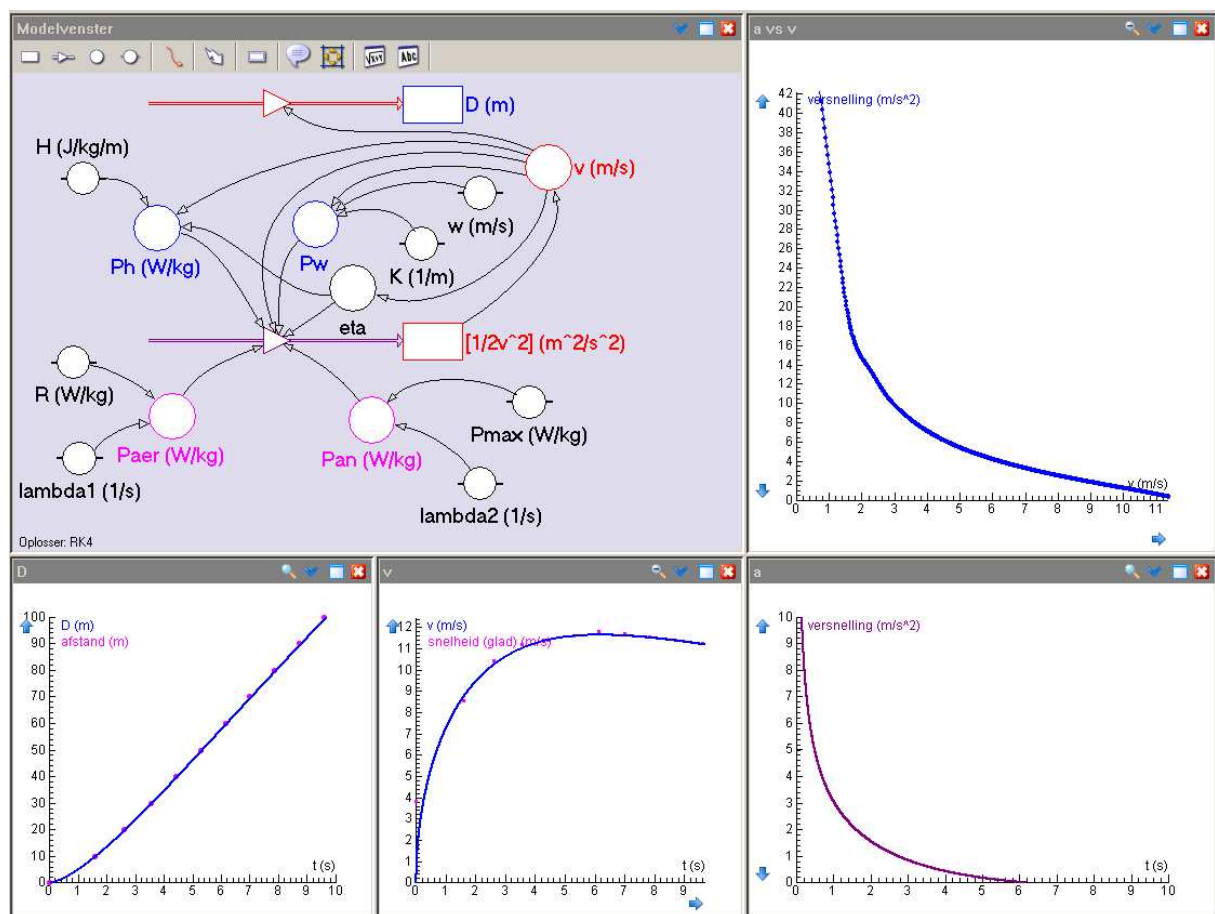 Modelvenster
√x+y
Abc
D (m)
H (J/kg/m)
v (m/s)
w (m/s)
Ph (W/kg)
Pw
K (1/m)
eta
[1/2v^2] (m^2/s^2)
R (W/kg)
Pmax (W/kg)
Paer (W/kg)
Pan (W/kg)
lambda1 (1/s)
lambda2 (1/s)
Oplosser: RK4
a vs v
42
versnelling (m/s^2)
40
38
36
34
32
30
28
26
24
22
20
18
16
14
12
10
8
6
4
2
0
v (m/s)
0 1 2 3 4 5 6 7 8 9 10 11
D
100
D (m)
90
afstand (m)
80
70
60
50
40
30
20
10
0
t (s)
0 1 2 3 4 5 6 7 8 9 10
v
12
v (m/s)
11
snelheid (glad) (m/s)
10
9
8
7
6
5
4
3
2
1
0
t (s)
0 1 2 3 4 5 6 7 8 9
a
10
versnelling (m/s^2)
9
8
7
6
5
4
3
2
1
0
t (s)
0 1 2 3 4 5 6 7 8 9 10